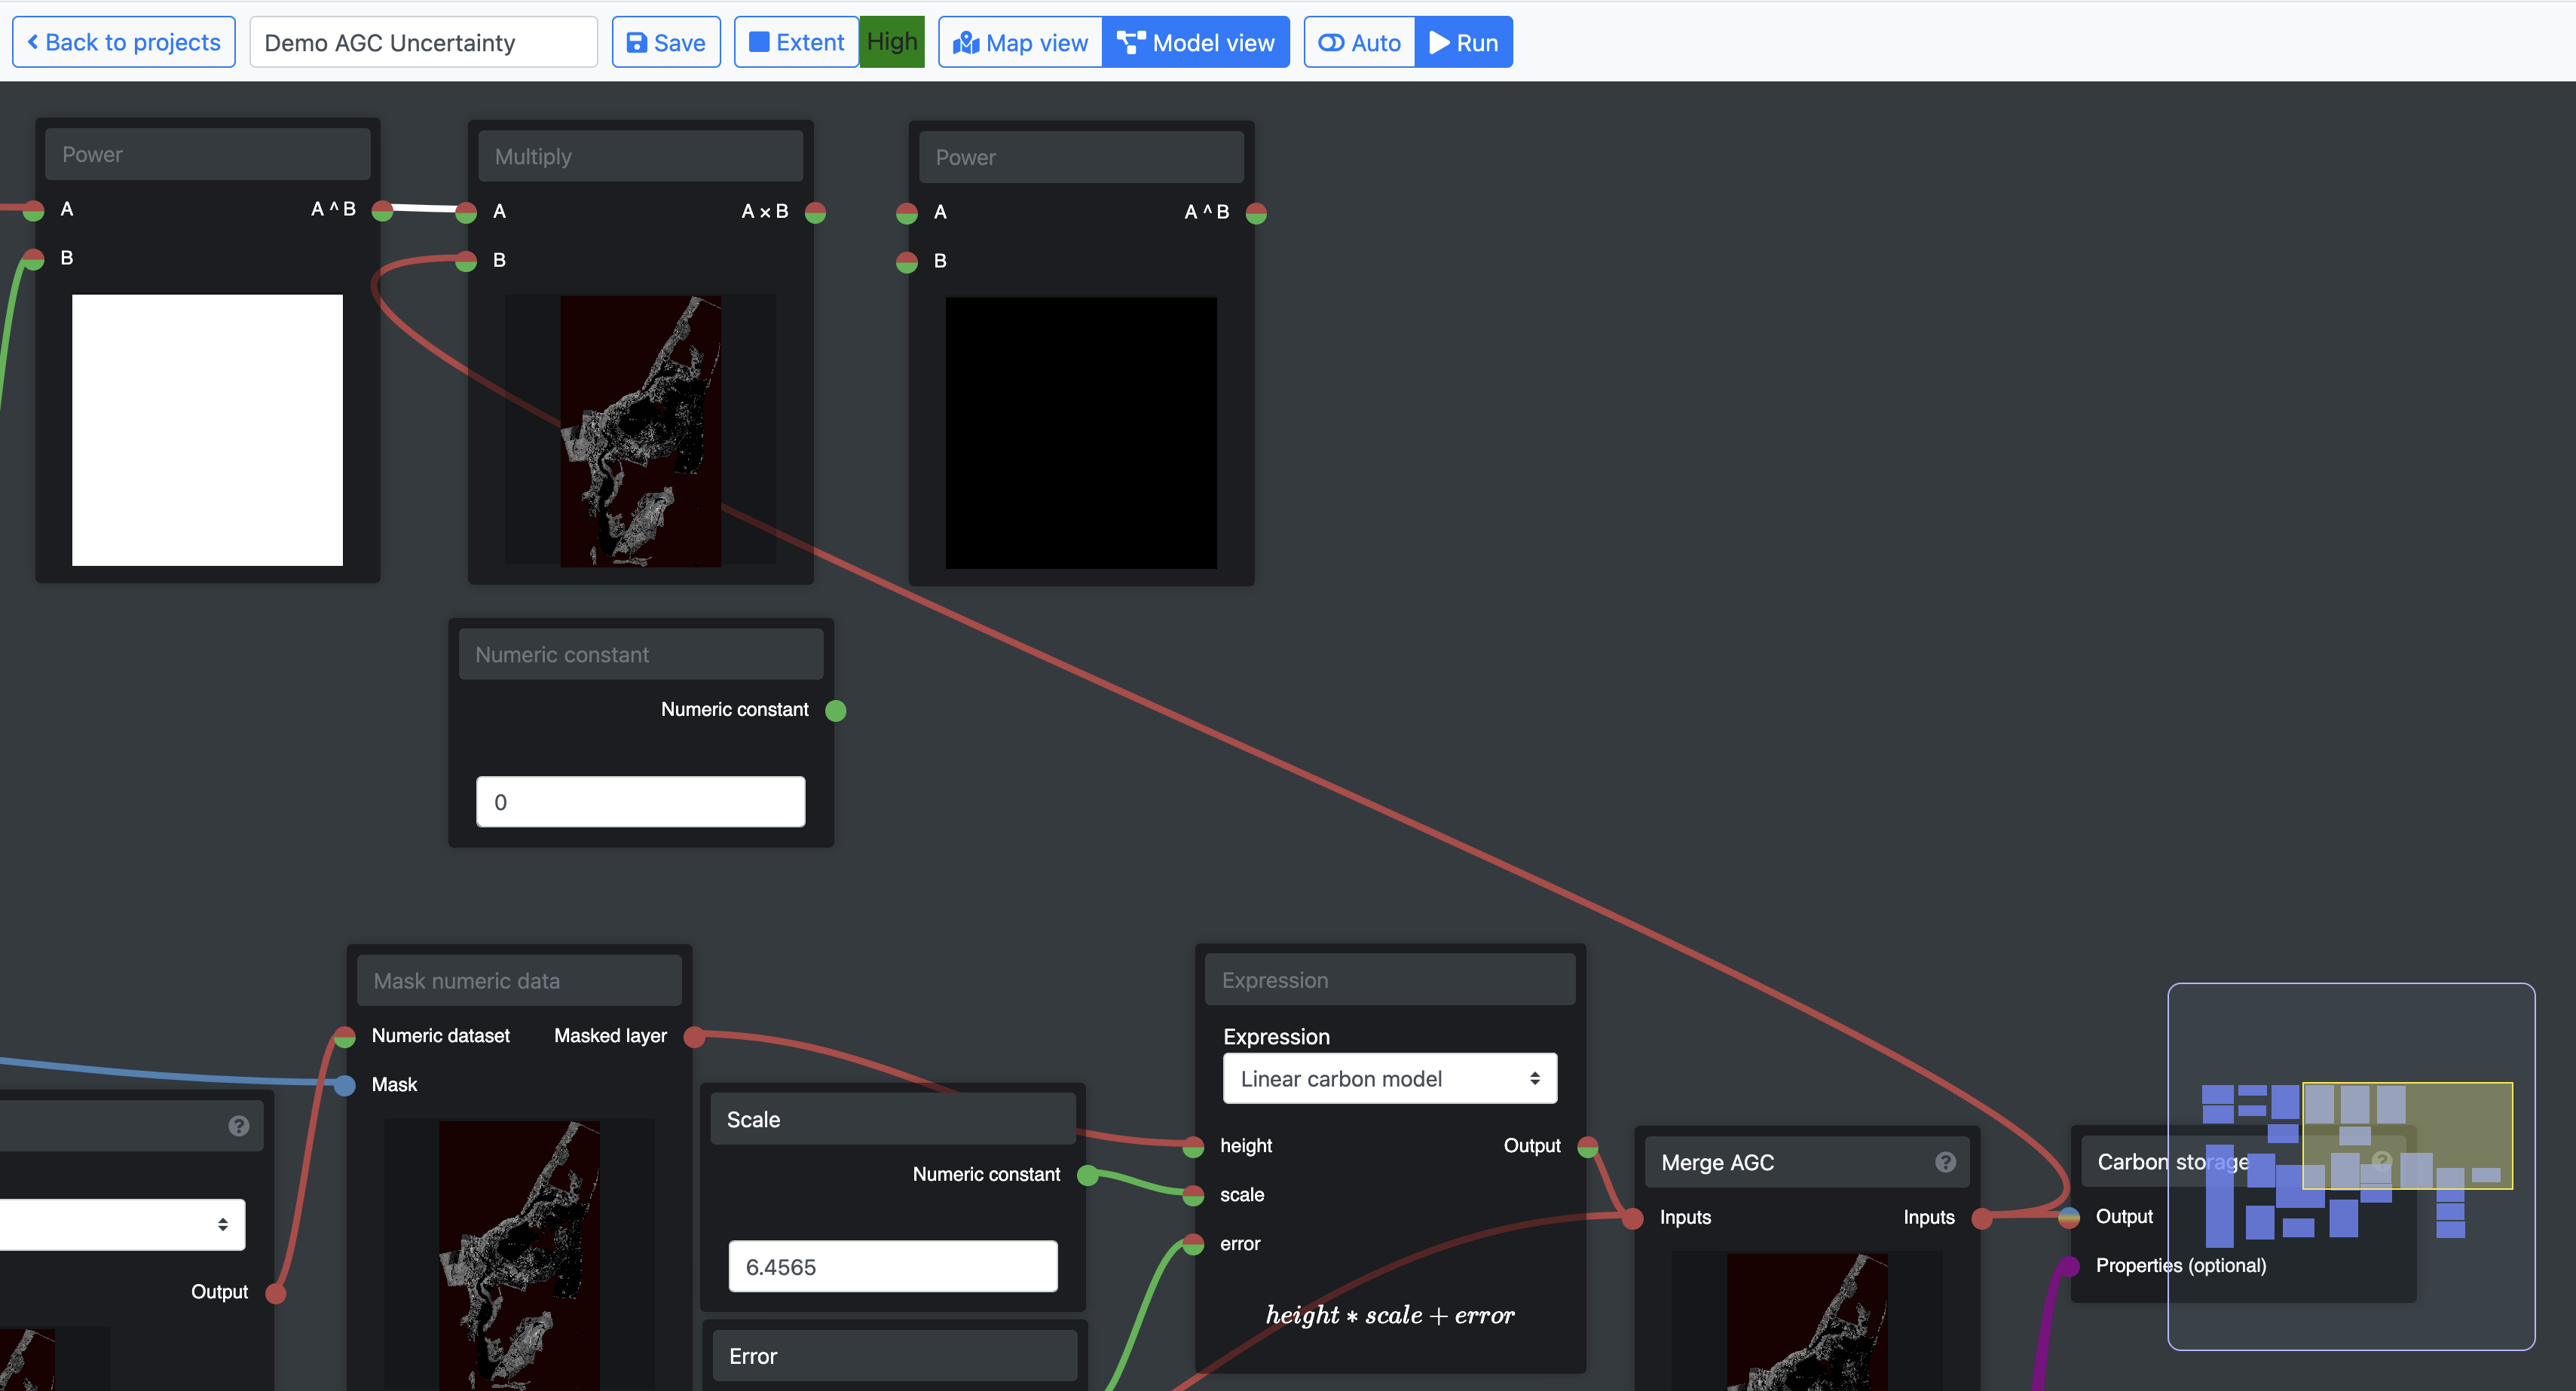 Back to projects
Demo AGC Uncertainty
Save
Extent
High
Map view
Model view
Auto
Run
Power
A
A ^ B
B
Multiply
A
A × B
B
Power
A
A ^ B
B
Numeric constant
Numeric constant
0
Mask numeric data
Numeric dataset
Masked layer
Mask
?
Output
Scale
Numeric constant
6.4565
Error
Expression
Expression
Linear carbon model
height
Output
scale
error
height * scale + error
Merge AGC
?
Inputs
Inputs
Carbon storage
?
Output
Properties (optional)